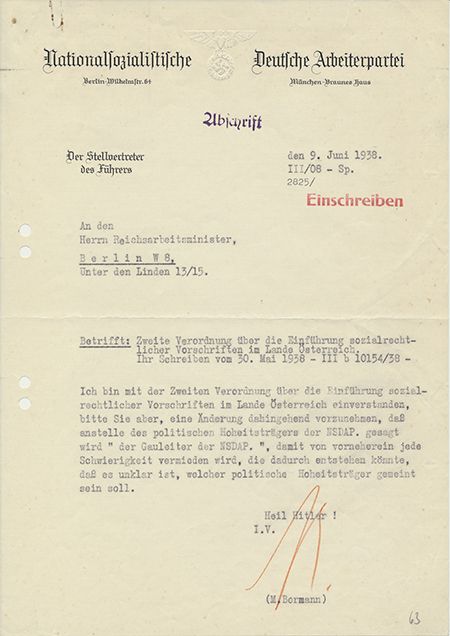 Nationalsozialistische Deutsche Arbeiterpartei
Berlin-Wilhelmstr. 64 München-Braunes Haus
Abschrift
Der Stellvertreter
des Führers
den 9. Juni 1938.
III/08 - Sp.
2825/
Einschreiben
An den
Herrn Reichsarbeitsminister,
Berlin W 8,
Unter den Linden 13/15.
Betrifft: Zweite Verordnung über die Einführung sozialrecht-
licher Vorschriften im Lande Österreich.
Ihr Schreiben vom 30. Mai 1938 - III b 10154/38 -
Ich bin mit der Zweiten Verordnung über die Einführung sozial-
rechtlicher Vorschriften im Lande Österreich einverstanden,
bitte Sie aber, eine Änderung dahingehend vorzunehmen, daß
anstelle des politischen Hoheitsträgers der NSDAP. gesagt
wird " der Gauleiter der NSDAP. ", damit von vorneherein jede
Schwierigkeit vermieden wird, die dadurch entstehen könnte,
daß es unklar ist, welcher politische Hoheitsträger gemeint
sein soll.
Heil Hitler !
I.V.
(M.Bormann)
63